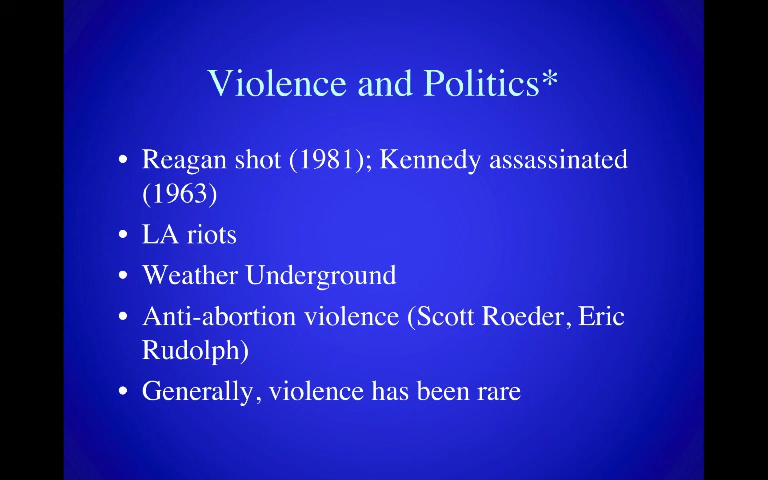 Violence and Politics*
• Reagan shot (1981); Kennedy assassinated
(1963)
• LA riots
• Weather Underground
• Anti-abortion violence (Scott Roeder, Eric
Rudolph)
• Generally, violence has been rare